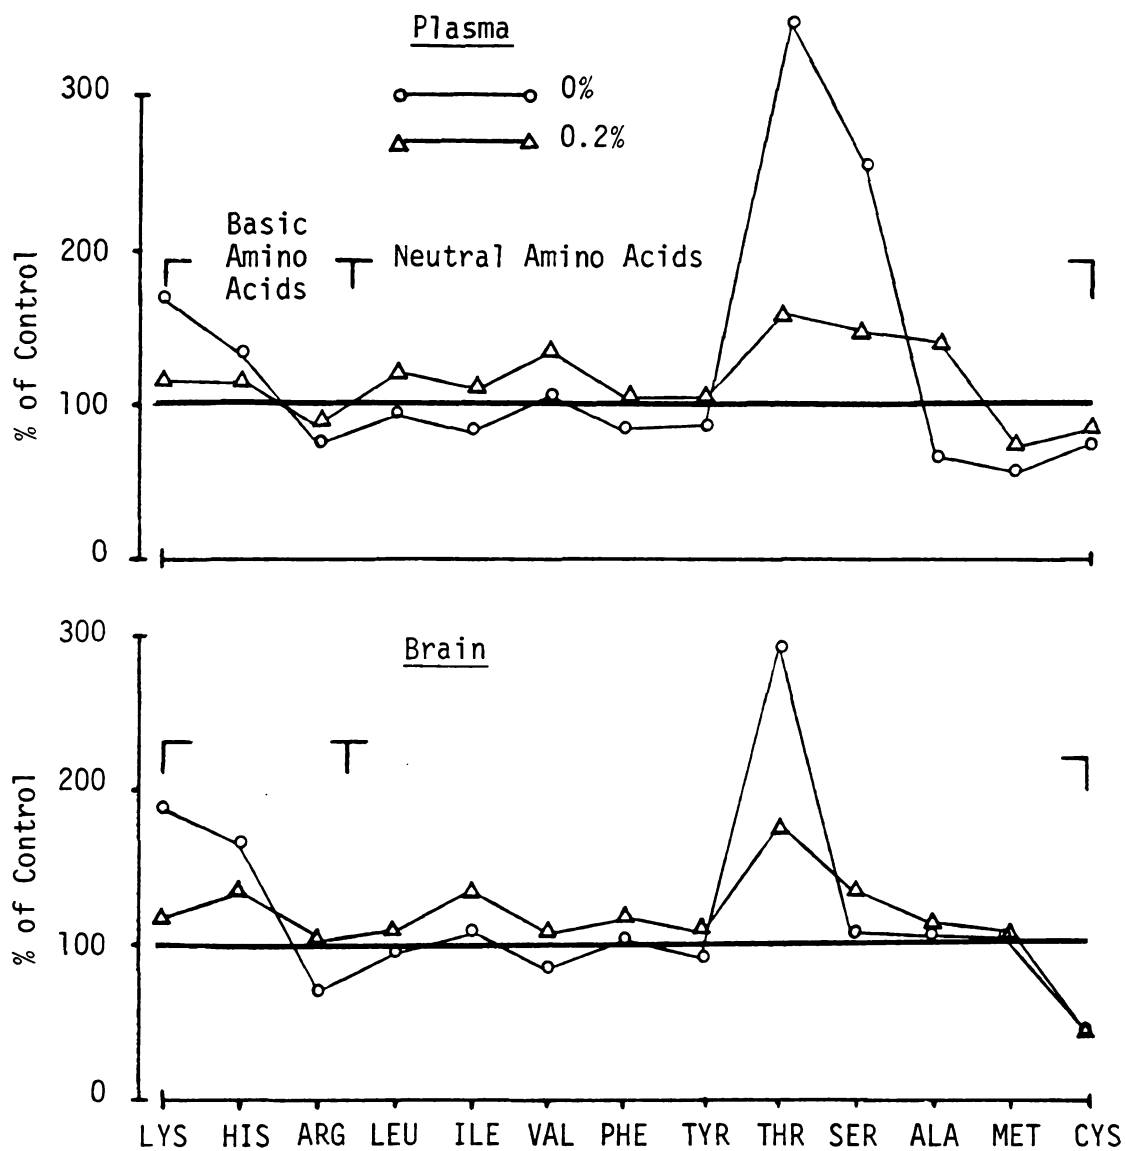 Plasma
300
0%
0.2%
Basic
200
Amino
Neutral Amino Acids
Acids
% of Control
100
0
300
Brain
200
% of Control
100
0
LYS HIS ARG LEU ILE VAL PHE TYR THR SER ALA MET CYS